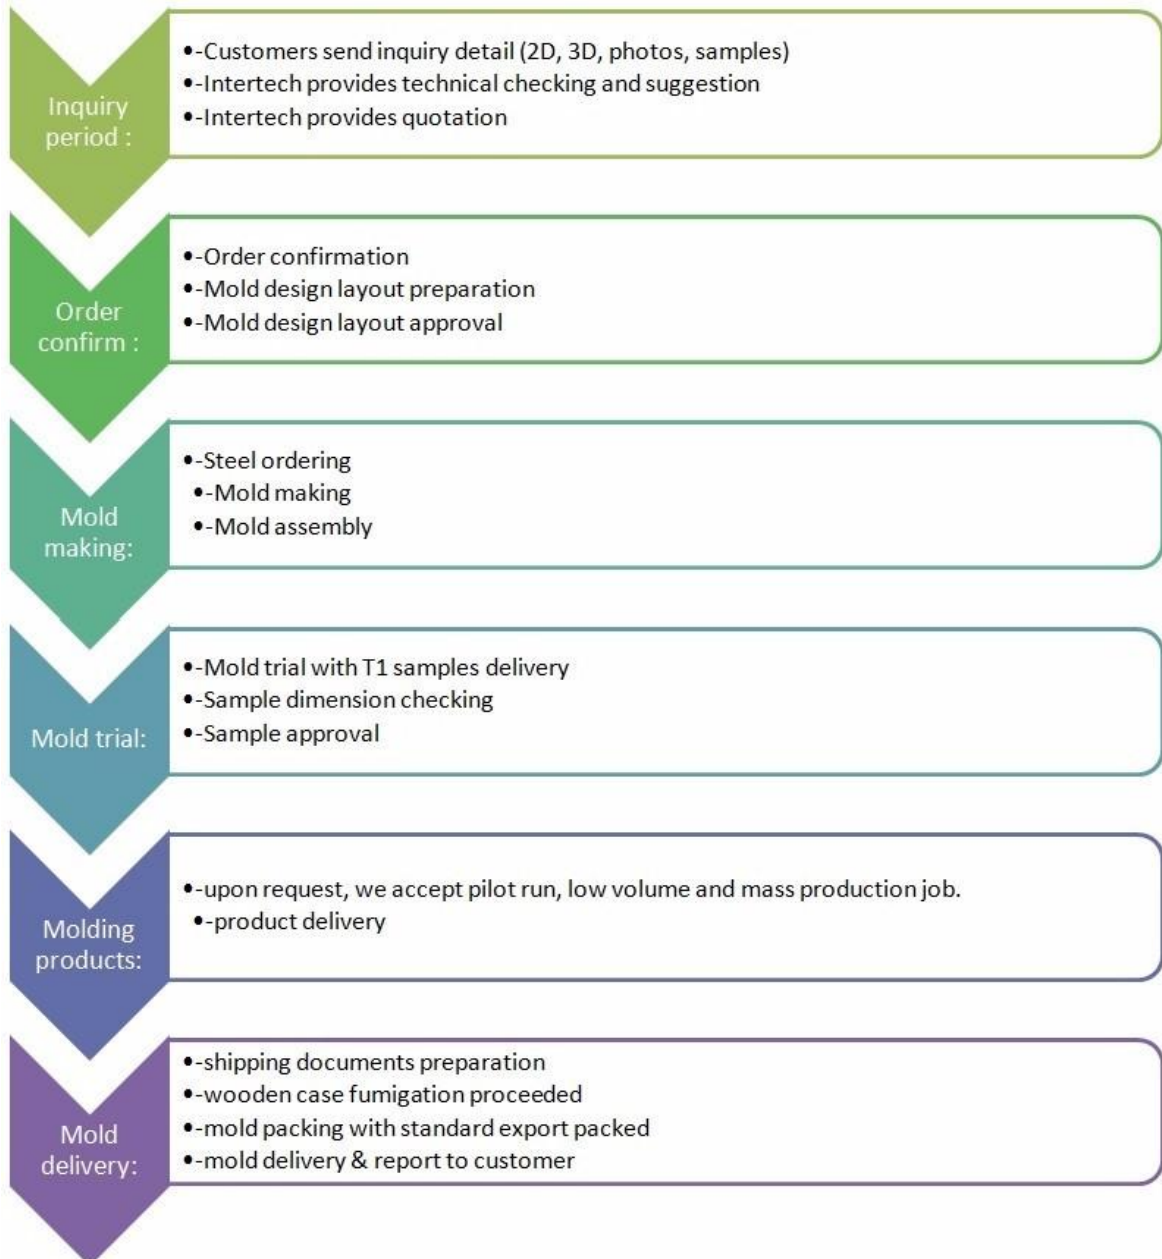 Inquiry
period :
•-Customers send inquiry detail (2D, 3D, photos, samples)
•-Intertech provides technical checking and suggestion
•-Intertech provides quotation
Order
confirm :
•-Order confirmation
•-Mold design layout preparation
•-Mold design layout approval
Mold
making:
•-Steel ordering
•-Mold making
•-Mold assembly
Mold trial:
•-Mold trial with T1 samples delivery
•-Sample dimension checking
•-Sample approval
Molding
products:
•-upon request, we accept pilot run, low volume and mass production job.
•-product delivery
Mold
delivery:
•-shipping documents preparation
•-wooden case fumigation proceeded
•-mold packing with standard export packed
•-mold delivery & report to customer